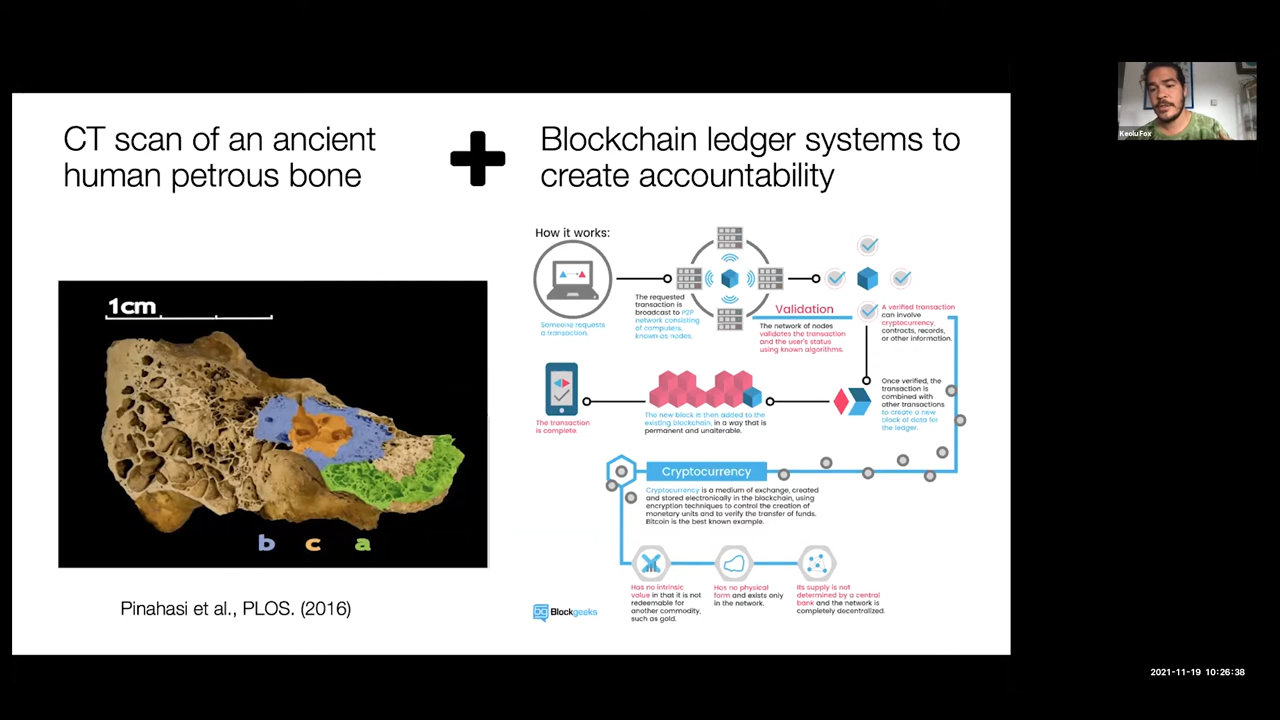 CT scan of an ancient
human petrous bone
Blockchain ledger systems to
create accountability
1cm
b c a
Pinahasi et al., PLOS. (2016)
How it works:
Someone requests
a transaction.
The requested
transaction is
broadcast to P2P
network consisting
of computers,
known as nodes.
Validation
The network of nodes
validates the transaction
and the user's status
using known algorithms.
A verified transaction
can involve
cryptocurrency,
contracts, records,
or other information.
Once verified, the
transaction is
combined with
other transactions
to create a new
block of data for
the ledger.
The new block is then added to the
existing blockchain, in a way that is
permanent and unalterable.
The transaction
is complete.
Cryptocurrency
Cryptocurrency is a medium of exchange, created
and stored electronically in the blockchain, using
encryption techniques to control the creation of
monetary units and to verify the transfer of funds.
Bitcoin is the best known example.
Has no intrinsic
value in that it is not
redeemable for
another commodity,
such as gold.
Has no physical
form and exists only
in the network.
Its supply is not
determined by a central
bank and the network is
completely decentralized.
Blockgeeks
Keolu Fox
2021-11-19 10:26:38